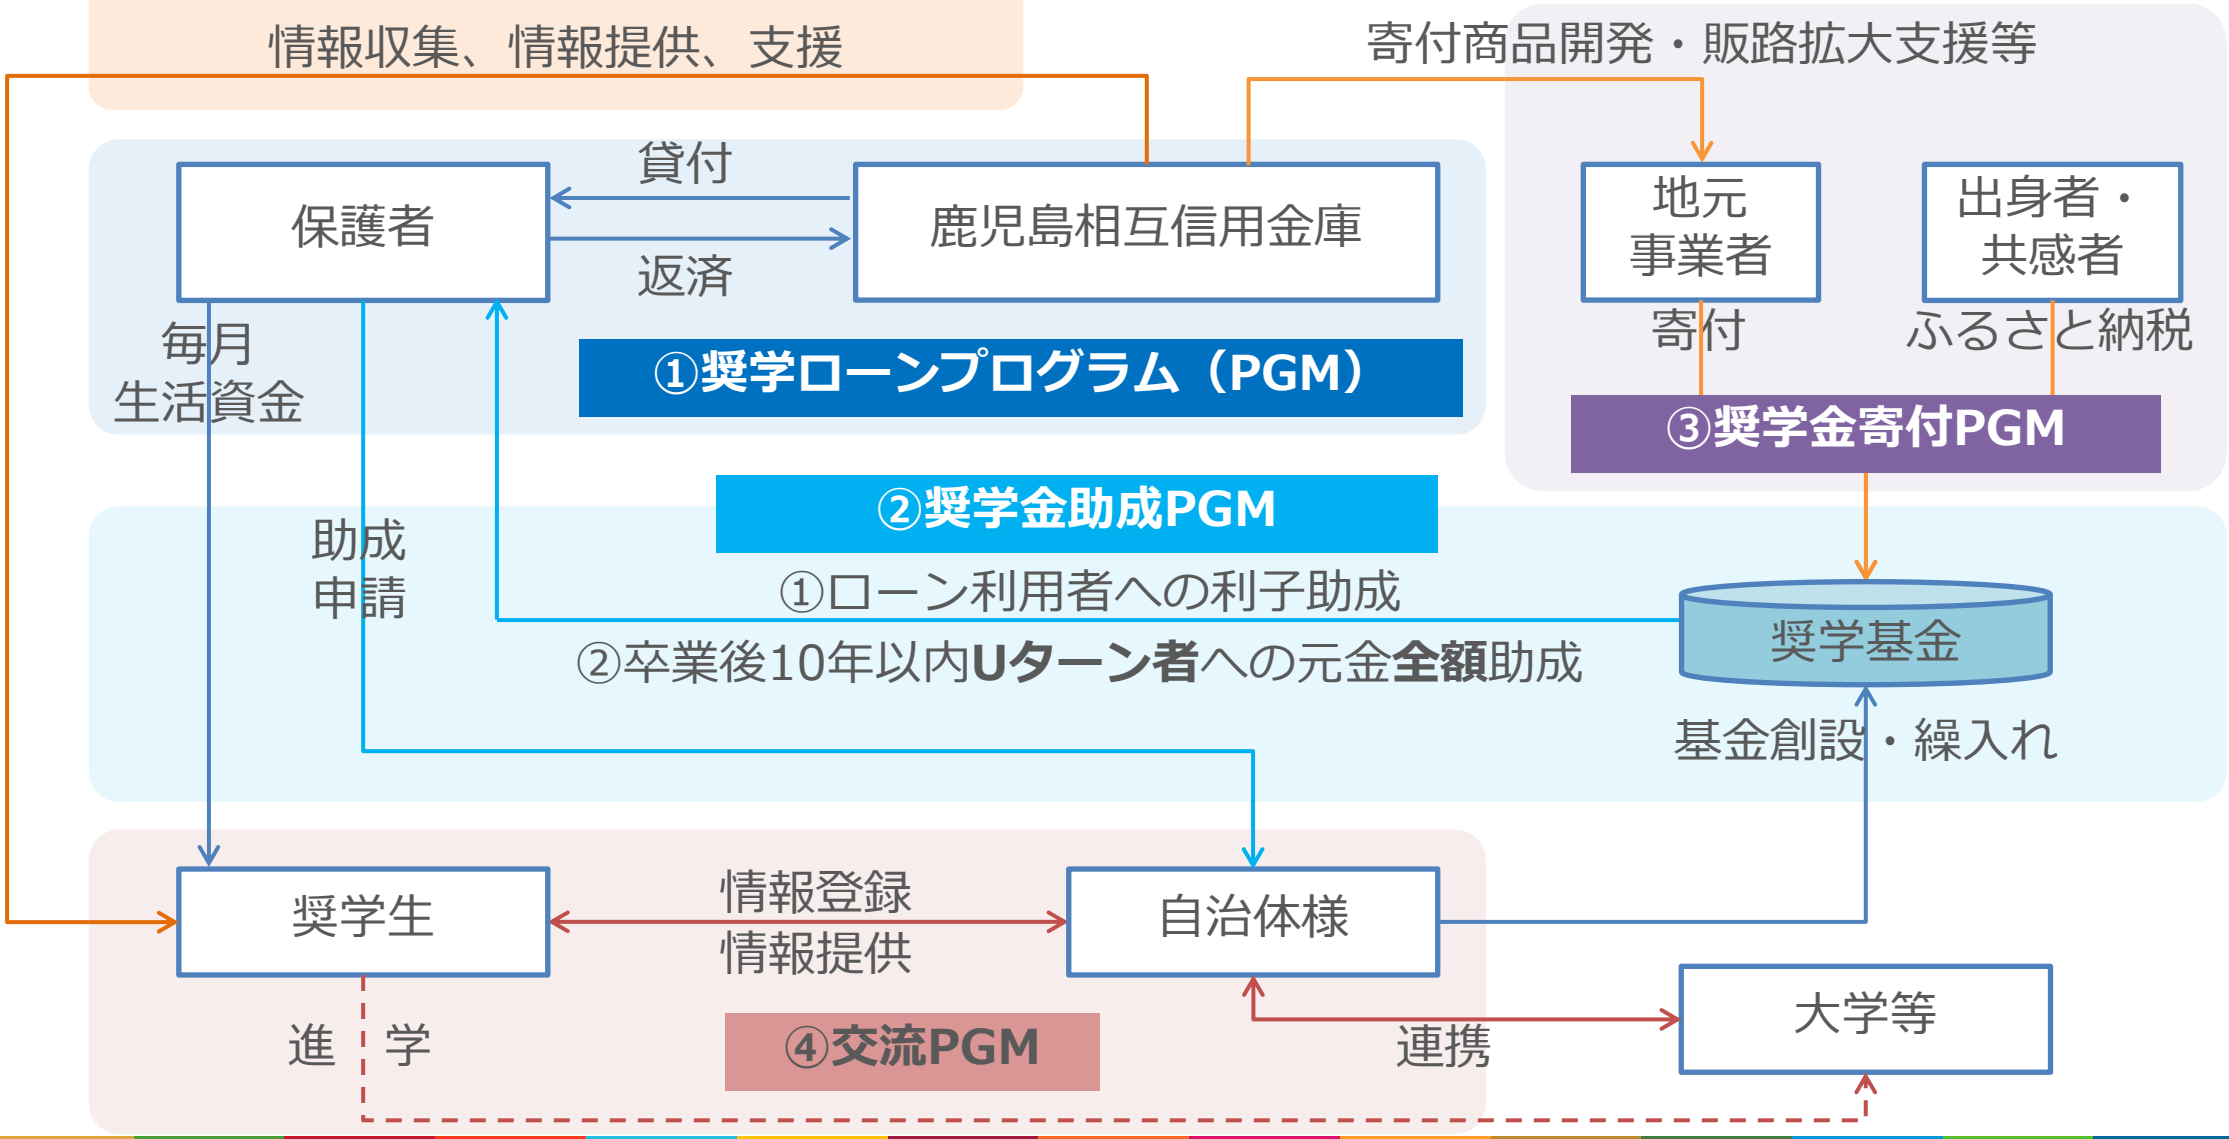 情報収集、情報提供、支援
寄付商品開発・販路拡大支援等
保護者
貸付
返済
鹿児島相互信用金庫
地元
事業者
出身者・
共感者
毎月
生活資金
①奨学ローンプログラム（PGM）
寄付
ふるさと納税
③奨学金寄付PGM
②奨学金助成PGM
助成
申請
①ローン利用者への利子助成
②卒業後10年以内Uターン者への元金全額助成
奨学基金
基金創設・繰入れ
奨学生
情報登録
情報提供
自治体様
進　学
④交流PGM
連携
大学等